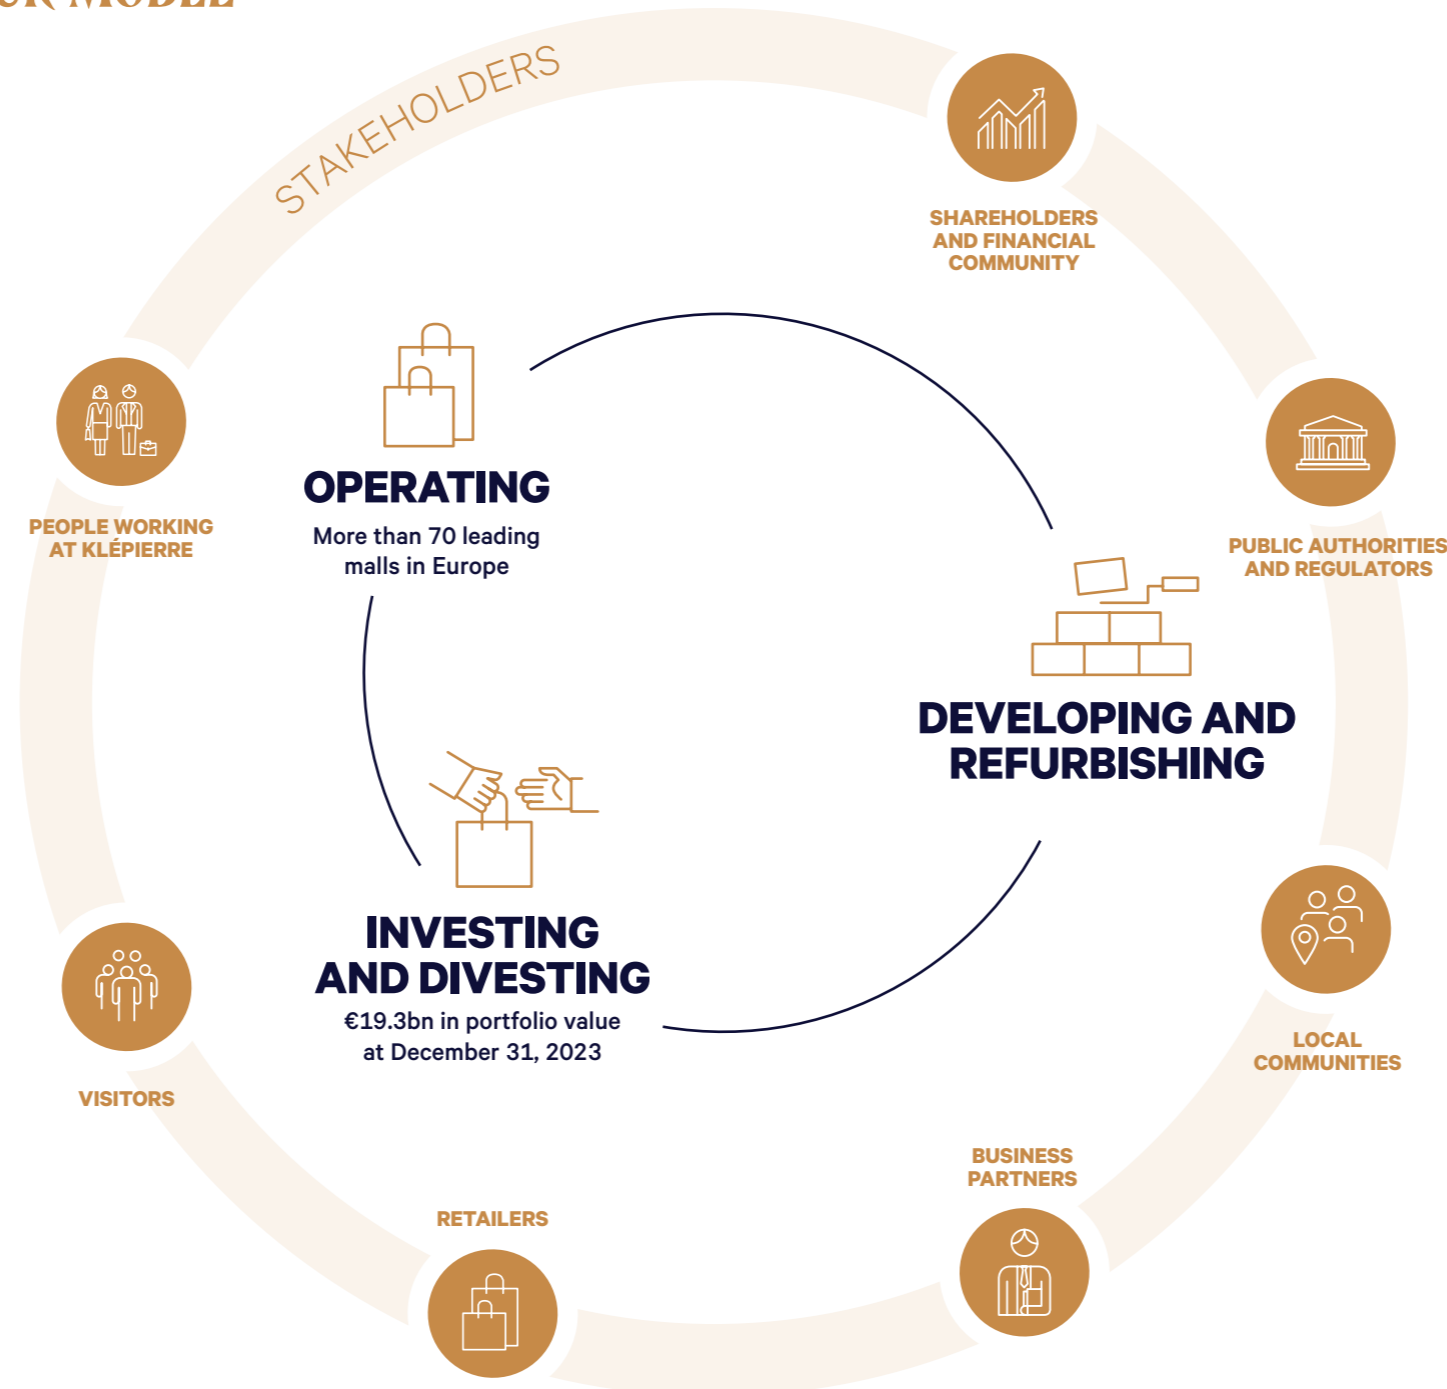 MODEL
STAKEHOLDERS
SHAREHOLDERS
AND FINANCIAL
COMMUNITY
PEOPLE WORKING
AT KLÉPIERRE
OPERATING
More than 70 leading
malls in Europe
PUBLIC AUTHORITIES
AND REGULATORS
DEVELOPING AND
REFURBISHING
INVESTING
AND DIVESTING
€19.3bn in portfolio value
at December 31, 2023
LOCAL
COMMUNITIES
VISITORS
BUSINESS
PARTNERS
RETAILERS